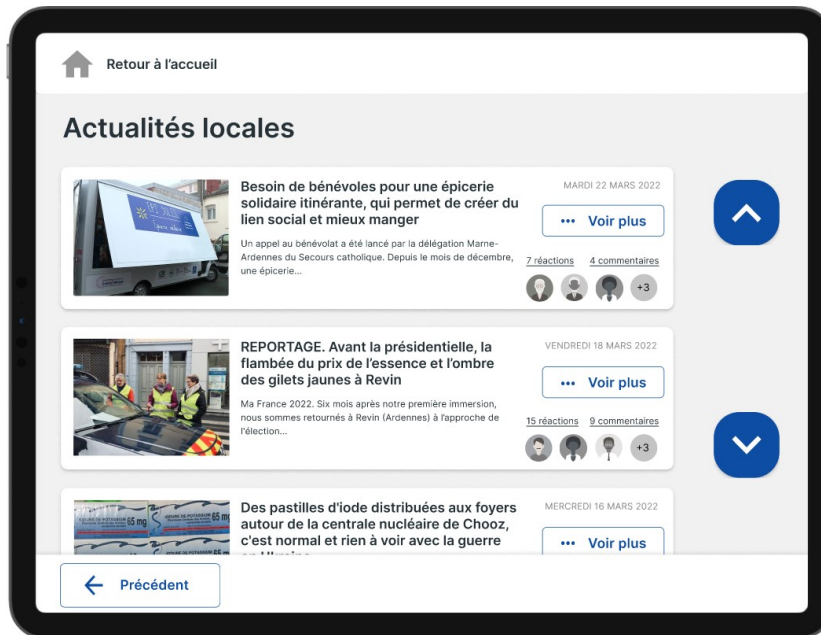 Retour à l’accueil
Actualités locales
Besoin de bénévoles pour une épicerie
solidaire itinérante, qui permet de créer du
lien social et mieux manger
Un appel au bénévolat a été lancé par la délégation Marne-
Ardennes du Secours catholique. Depuis le mois de décembre,
une épicerie...
MARDI 22 MARS 2022
Voir plus
7 réactions 4 commentaires
+3
REPORTAGE. Avant la présidentielle, la
flambée du prix de l’essence et l’ombre
des gilets jaunes à Revin
Ma France 2022. Six mois après notre première immersion,
nous sommes retournés à Revin (Ardennes) à l’approche de
l'élection...
VENDREDI 18 MARS 2022
Voir plus
15 réactions 9 commentaires
+3
65 mg
65 mg
Des pastilles d'iode distribuées aux foyers
autour de la centrale nucléaire de Chooz,
c'est normal et rien à voir avec la guerre
MERCREDI 16 MARS 2022
Voir plus
Précédent